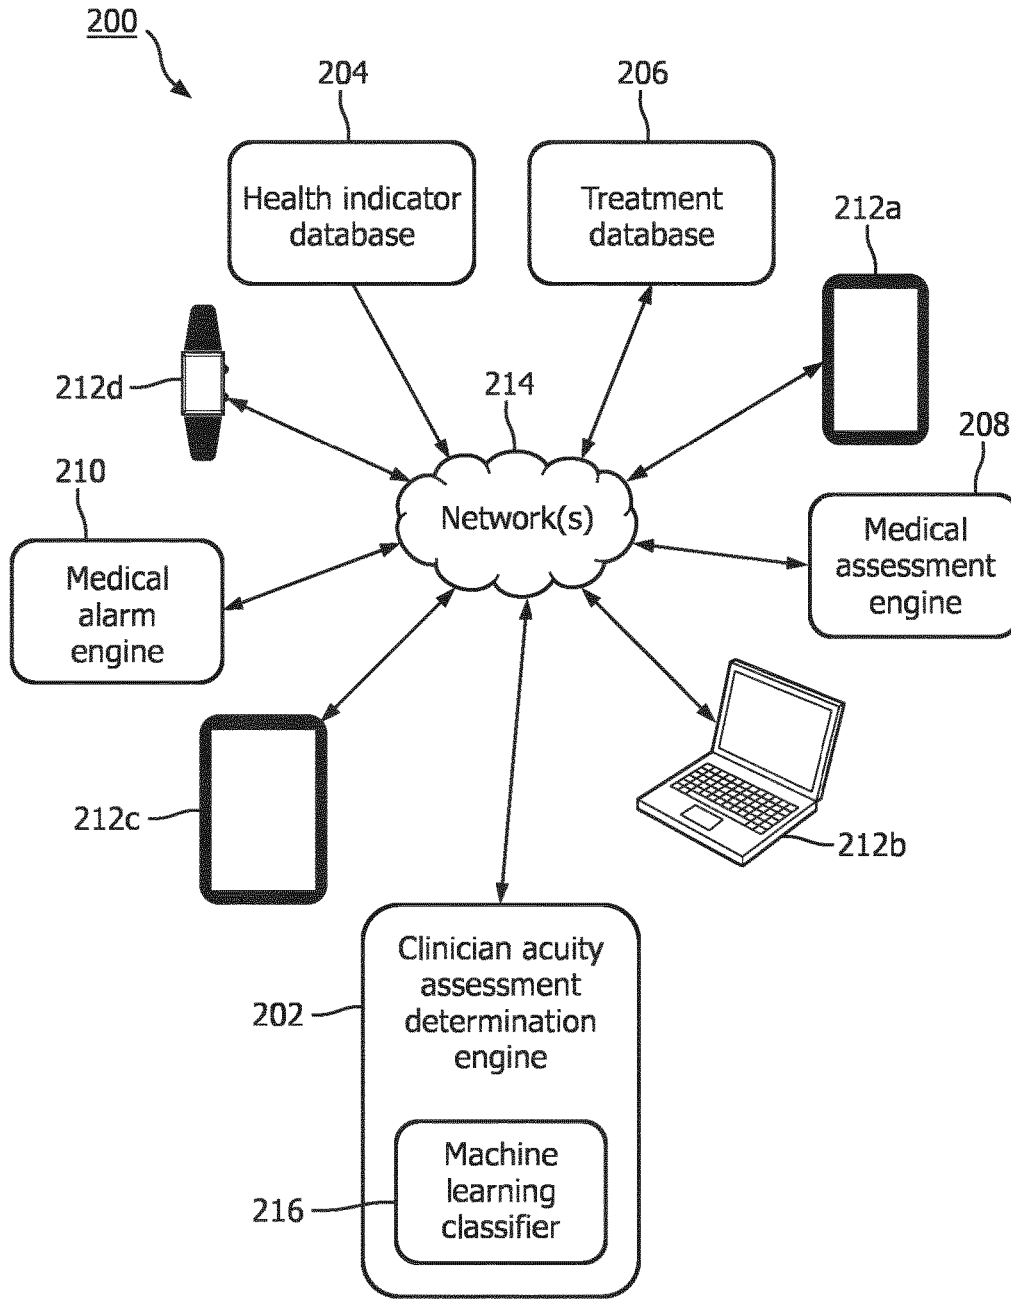 200
204
206
Health indicator
database
Treatment
database
212a
212d
214
208
210
Network(s)
Medical
assessment
engine
Medical
alarm
engine
212c
212b
Clinician acuity
assessment
determination
engine
202
Machine
learning
classifier
216